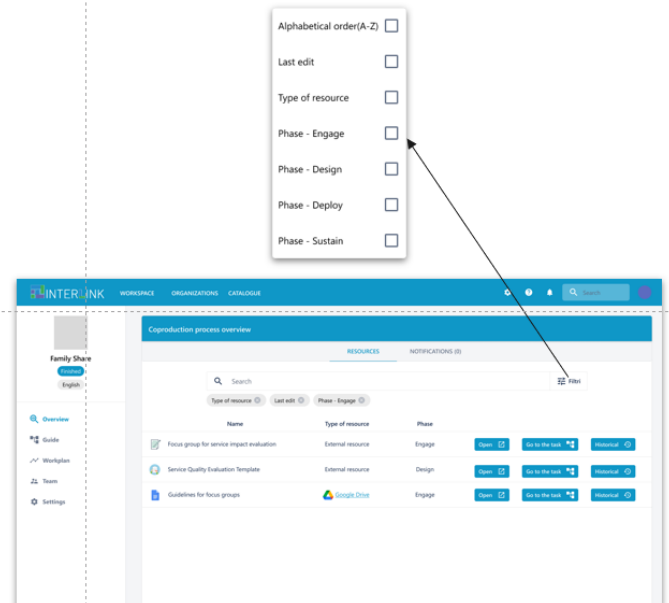 Alphabetical order(A-Z)
Last edit
Type of resource
Phase - Engage
Phase - Design
Phase - Deploy
Phase - Sustain
INTERLINK WORKSPACE ORGANIZATIONS CATALOGUE Search
Family Share
Finished
English
Overview
Guide
Workplan
Team
Settings
Coproduction process overview
RESOURCES NOTIFICATIONS (0)
Search Filtri
Type of resource Last edit Phase - Engage
Name Type of resource Phase
Focus group for service impact evaluation External resource Engage Open Go to the task Historical
Service Quality Evaluation Template External resource Design Open Go to the task Historical
Guidelines for focus groups Google Drive Engage Open Go to the task Historical